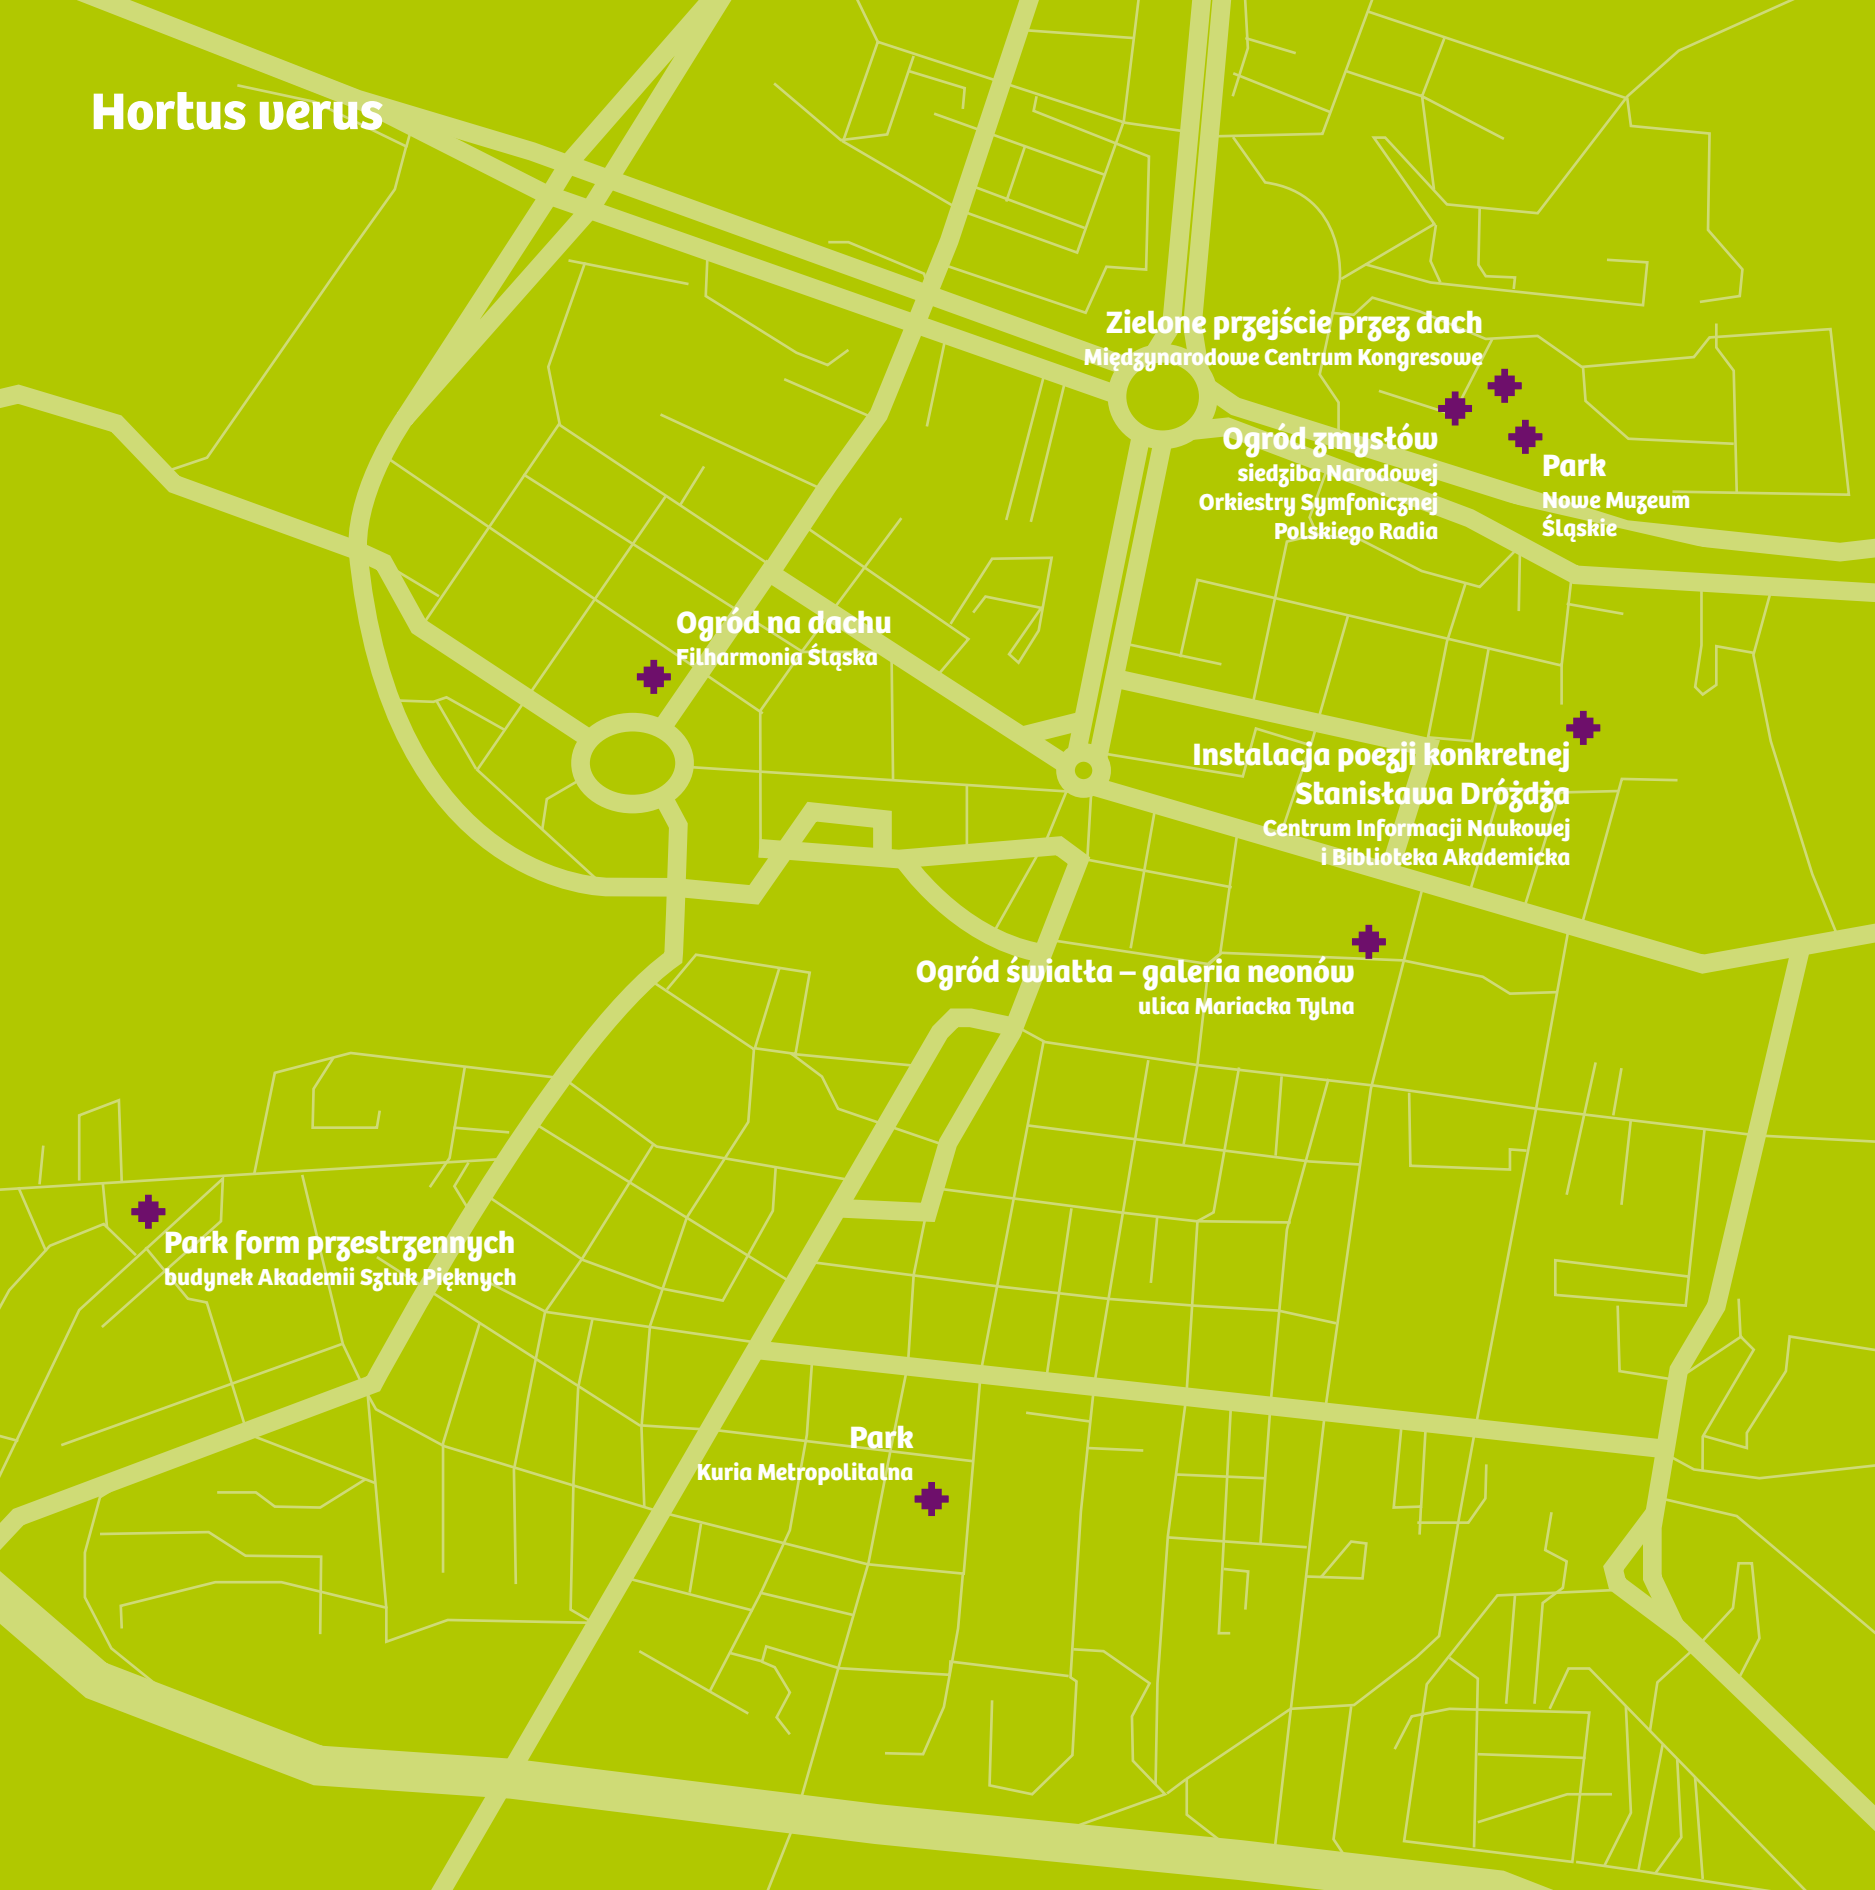 Hortus verus
Zielone przejście przez dach
Międzynarodowe Centrum Kongresowe
Ogród zmysłów
siedziba Narodowej
Orkiestry Symfonicznej
Polskiego Radia
Park
Nowe Muzeum
Śląskie
Ogród na dachu
Filharmonia Śląska
Instalacja poezji konkretnej
Stanisława Dróżdża
Centrum Informacji Naukowej
i Biblioteka Akademicka
Ogród światła – galeria neonów
ulica Mariacka Tylna
Park form przestrzennych
budynek Akademii Sztuk Pięknych
Park
Kuria Metropolitalna